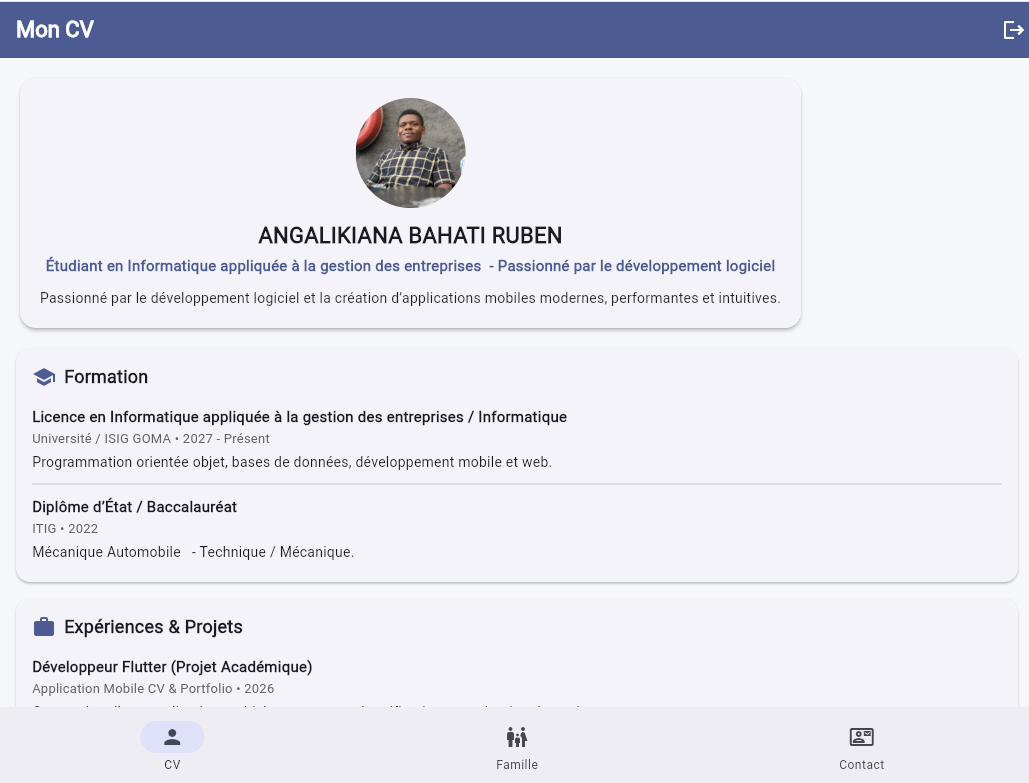 Mon CV
ANGALIKIANA BAHATI RUBEN
Étudiant en Informatique appliquée à la gestion des entreprises  - Passionné par le développement logiciel
Passionné par le développement logiciel et la création d’applications mobiles modernes, performantes et intuitives.
Formation
Licence en Informatique appliquée à la gestion des entreprises / Informatique
Université / ISIG GOMA • 2027 - Présent
Programmation orientée objet, bases de données, développement mobile et web.
Diplôme d’État / Baccalauréat
ITIG • 2022
Mécanique Automobile   - Technique / Mécanique.
Expériences & Projets
Développeur Flutter (Projet Académique)
Application Mobile CV & Portfolio • 2026
CV
Famille
Contact